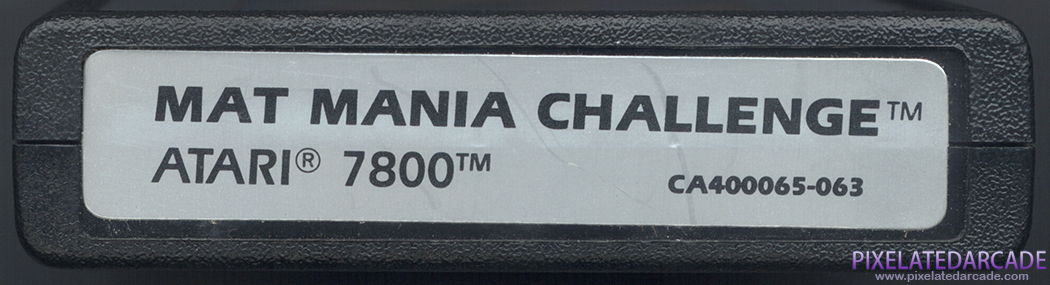 MAT MANIA CHALLENGE™
ATARI® 7800™
CA400065-063
PIXELATEDARCADE
www.pixelatedarcade.com